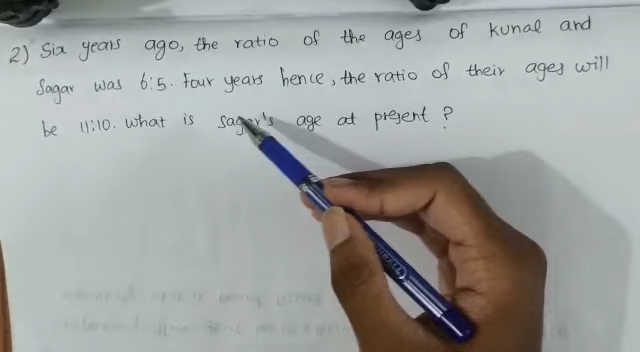 2) Six years ago, the ratio of the ages of kunal and
Sagar was 6:5. Four years hence, the ratio of their ages will
be 11:10. what is sagar's age at present ?